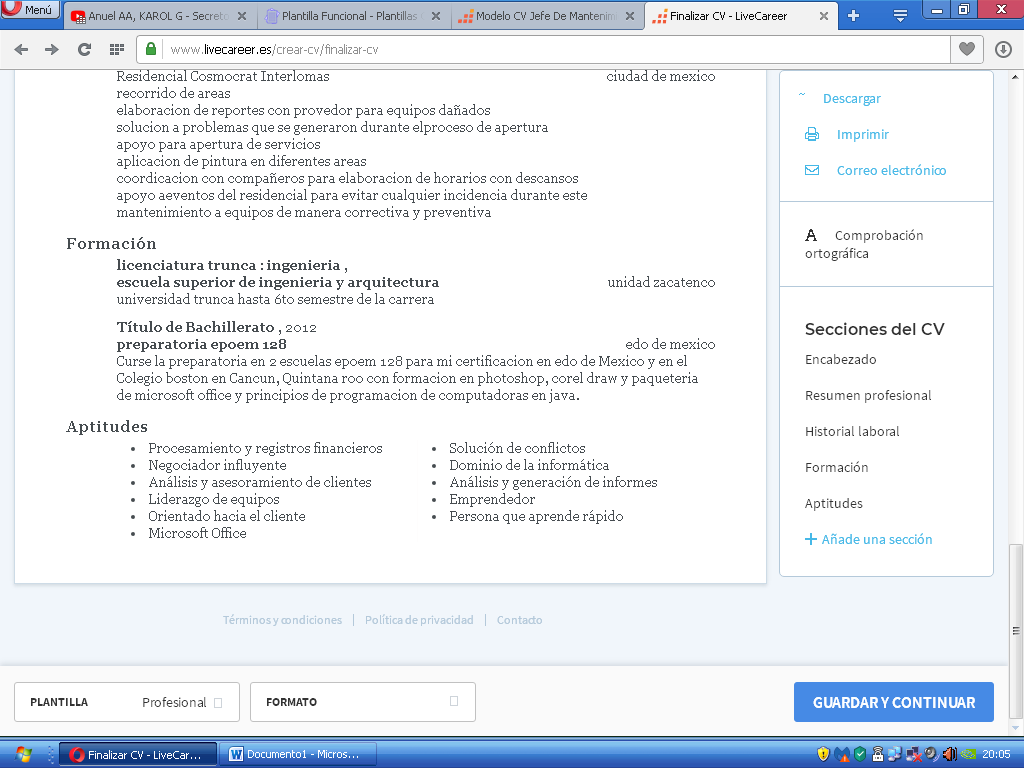 Menú
Anuel AA, KAROL G - Secreto
Plantilla Funcional - Plantillas
Modelo CV Jefe De Mantenim
Finalizar CV - LiveCareer
www.livecareer.es/crear-cv/finalizar-cv
Residencial Cosmocrat Interlomas ciudad de mexico
recorrido de areas
elaboracion de reportes con provedor para equipos dañados
solucion a problemas que se generaron durante elproceso de apertura
apoyo para apertura de servicios
aplicacion de pintura en diferentes areas
coordicacion con compañeros para elaboracion de horarios con descansos
apoyo aeventos del residencial para evitar cualquier incidencia durante este
mantenimiento a equipos de manera correctiva y preventiva
Formación
licenciatura trunca : ingenieria ,
escuela superior de ingenieria y arquitectura unidad zacatenco
universidad trunca hasta 6to semestre de la carrera
Título de Bachillerato , 2012
preparatoria epoem 128 edo de mexico
Curse la preparatoria en 2 escuelas epoem 128 para mi certificacion en edo de Mexico y en el
Colegio boston en Cancun, Quintana roo con formacion en photoshop, corel draw y paqueteria
de microsoft office y principios de programacion de computadoras en java.
Aptitudes
• Procesamiento y registros financieros
• Negociador influyente
• Análisis y asesoramiento de clientes
• Liderazgo de equipos
• Orientado hacia el cliente
• Microsoft Office
• Solución de conflictos
• Dominio de la informática
• Análisis y generación de informes
• Emprendedor
• Persona que aprende rápido
Descargar
Imprimir
Correo electrónico
A Comprobación
ortográfica
Secciones del CV
Encabezado
Resumen profesional
Historial laboral
Formación
Aptitudes
+ Añade una sección
Términos y condiciones | Política de privacidad | Contacto
PLANTILLA Profesional
FORMATO
GUARDAR Y CONTINUAR
Finalizar CV - LiveCar...
Documento1 - Micros...
20:05